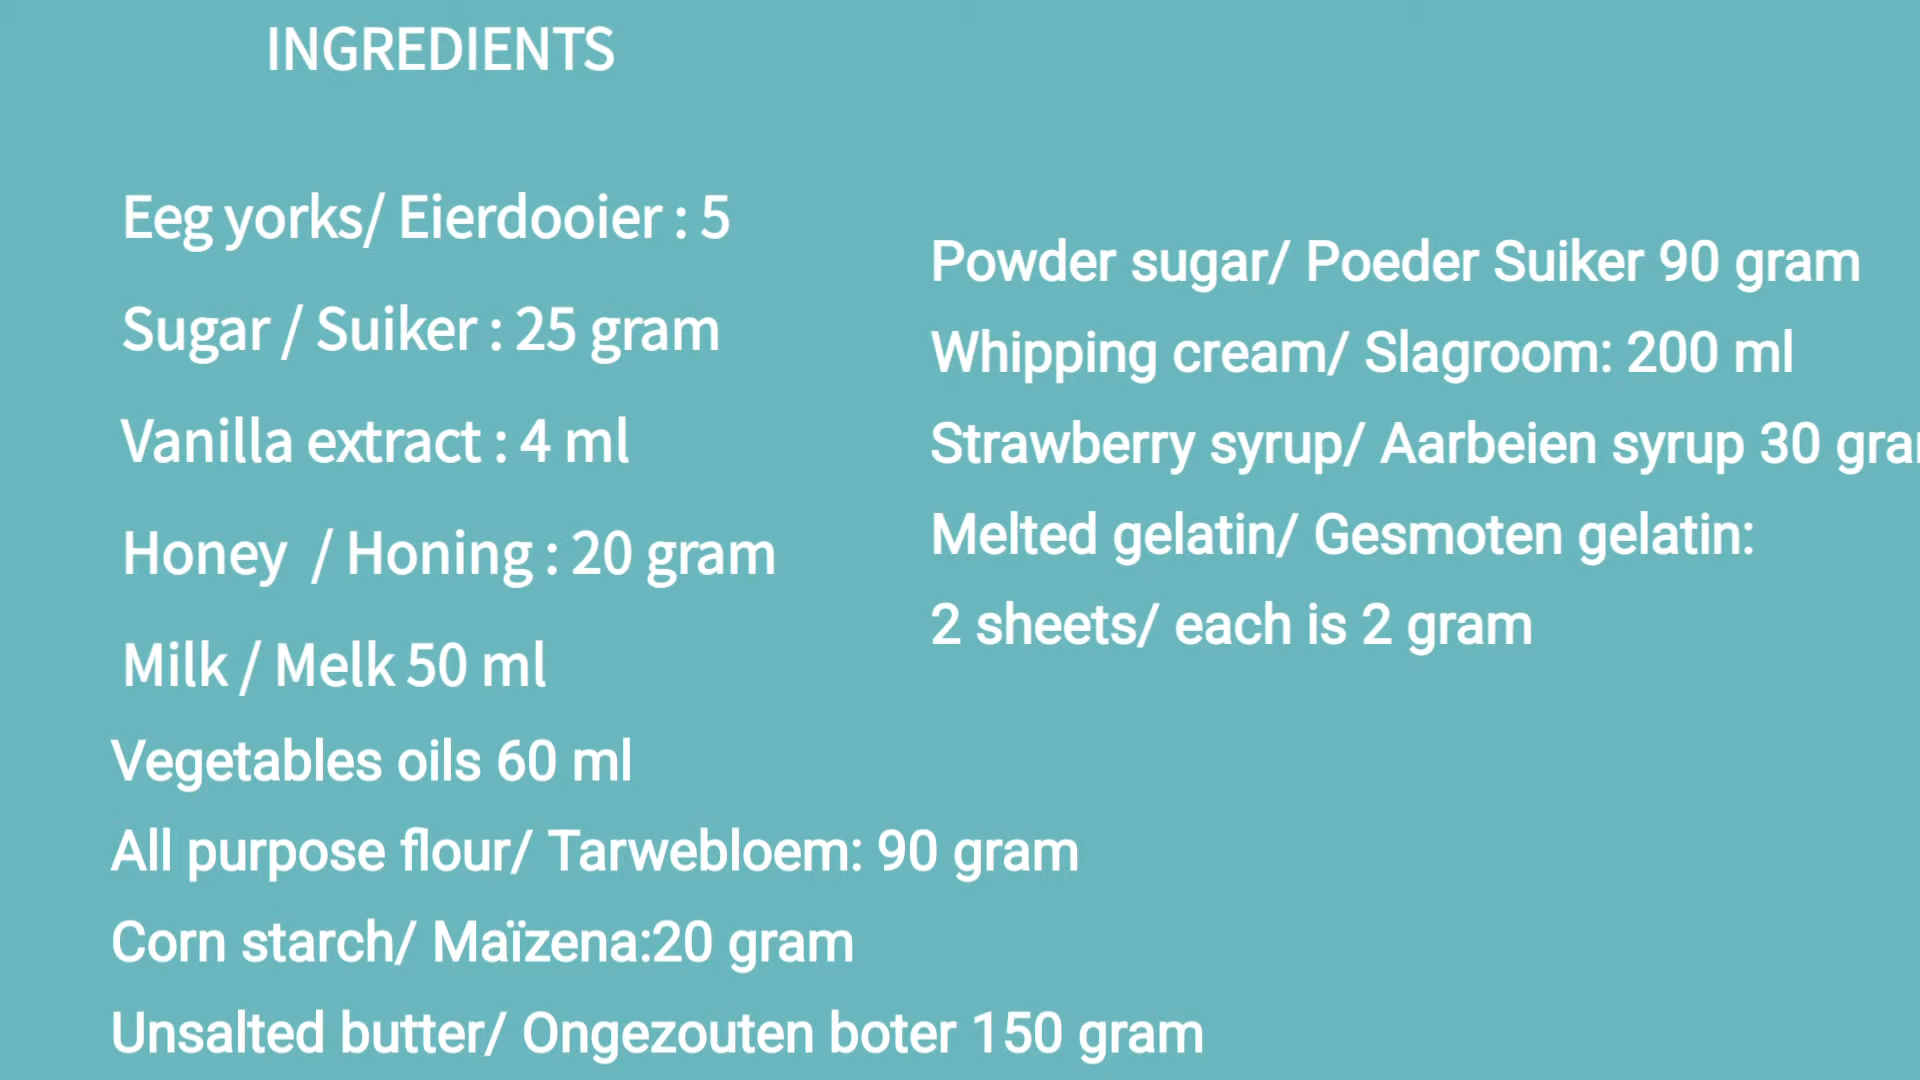 INGREDIENTS
Eeg yorks/ Eierdooier : 5
Sugar / Suiker : 25 gram
Vanilla extract : 4 ml
Honey / Honing : 20 gram
Milk / Melk 50 ml
Vegetables oils 60 ml
All purpose flour/ Tarwebloem: 90 gram
Corn starch/ Maïzena:20 gram
Unsalted butter/ Ongezouten boter 150 gram
Powder sugar/ Poeder Suiker 90 gram
Whipping cream/ Slagroom: 200 ml
Strawberry syrup/ Aarbeien syrup 30
Melted gelatin/ Gesmoten gelatin:
2 sheets/ each is 2 gram